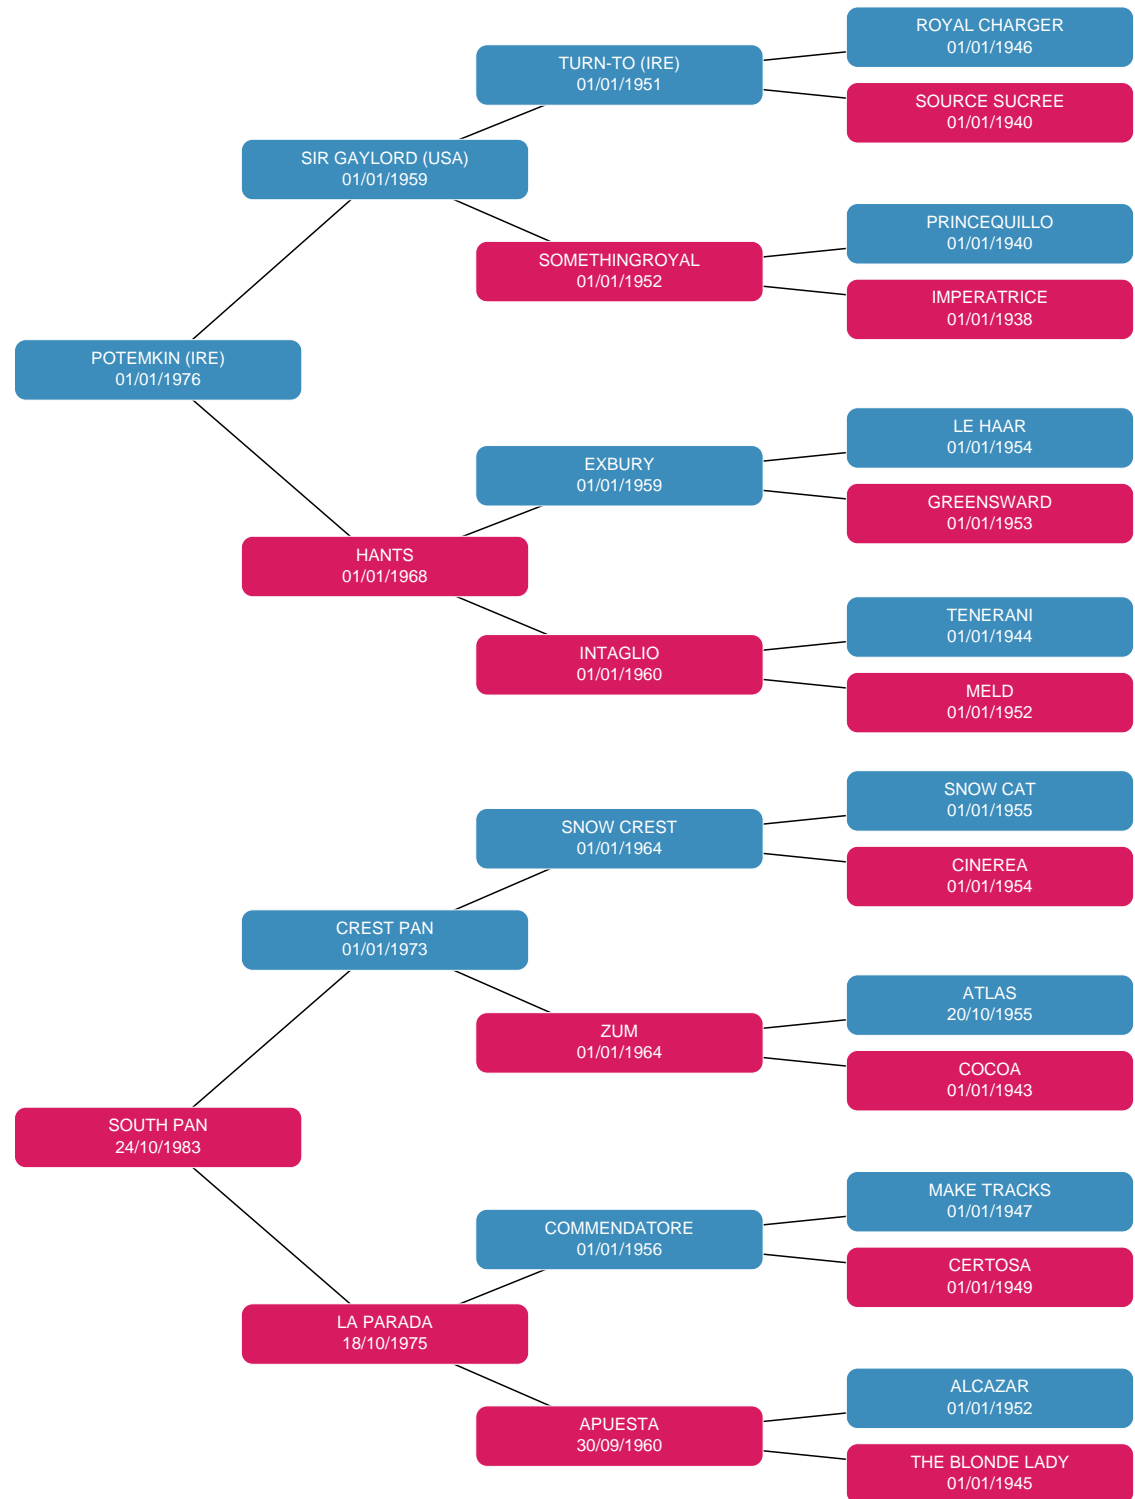 ROYAL CHARGER
01/01/1946
TURN-TO (IRE)
01/01/1951
SOURCE SUCREE
01/01/1940
SIR GAYLORD (USA)
01/01/1959
PRINCEQUILLO
01/01/1940
SOMETHINGROYAL
01/01/1952
IMPERATRICE
01/01/1938
POTEMKIN (IRE)
01/01/1976
LE HAAR
01/01/1954
EXBURY
01/01/1959
GREENSWARD
01/01/1953
HANTS
01/01/1968
TENERANI
01/01/1944
INTAGLIO
01/01/1960
MELD
01/01/1952
SNOW CAT
01/01/1955
SNOW CREST
01/01/1964
CINEREA
01/01/1954
CREST PAN
01/01/1973
ATLAS
20/10/1955
ZUM
01/01/1964
COCOA
01/01/1943
SOUTH PAN
24/10/1983
MAKE TRACKS
01/01/1947
COMMENDATORE
01/01/1956
CERTOSA
01/01/1949
LA PARADA
18/10/1975
ALCAZAR
01/01/1952
APUESTA
30/09/1960
THE BLONDE LADY
01/01/1945